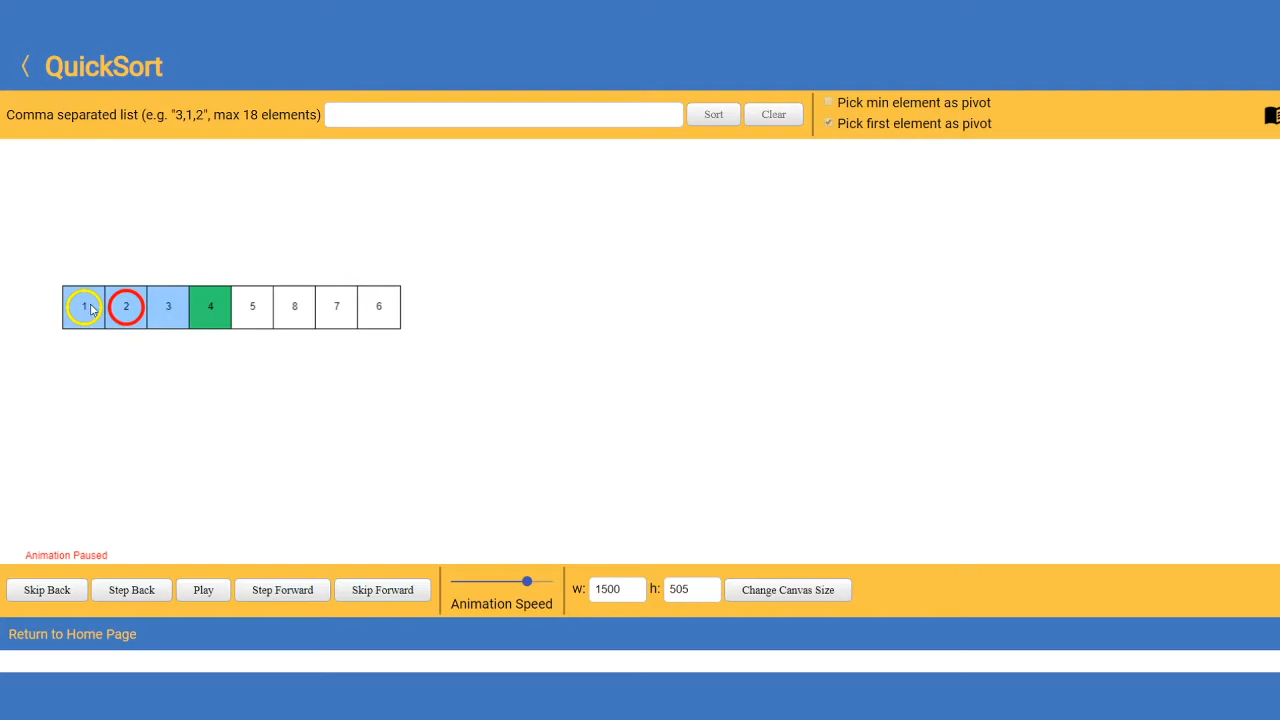 〈 QuickSort
Comma separated list (e.g. "3,1,2", max 18 elements) Sort Clear
Pick min element as pivot
Pick first element as pivot
1 2 3 4 5 8 7 6
Animation Paused
Skip Back Step Back Play Step Forward Skip Forward
Animation Speed
w: 1500 h: 505 Change Canvas Size
Return to Home Page